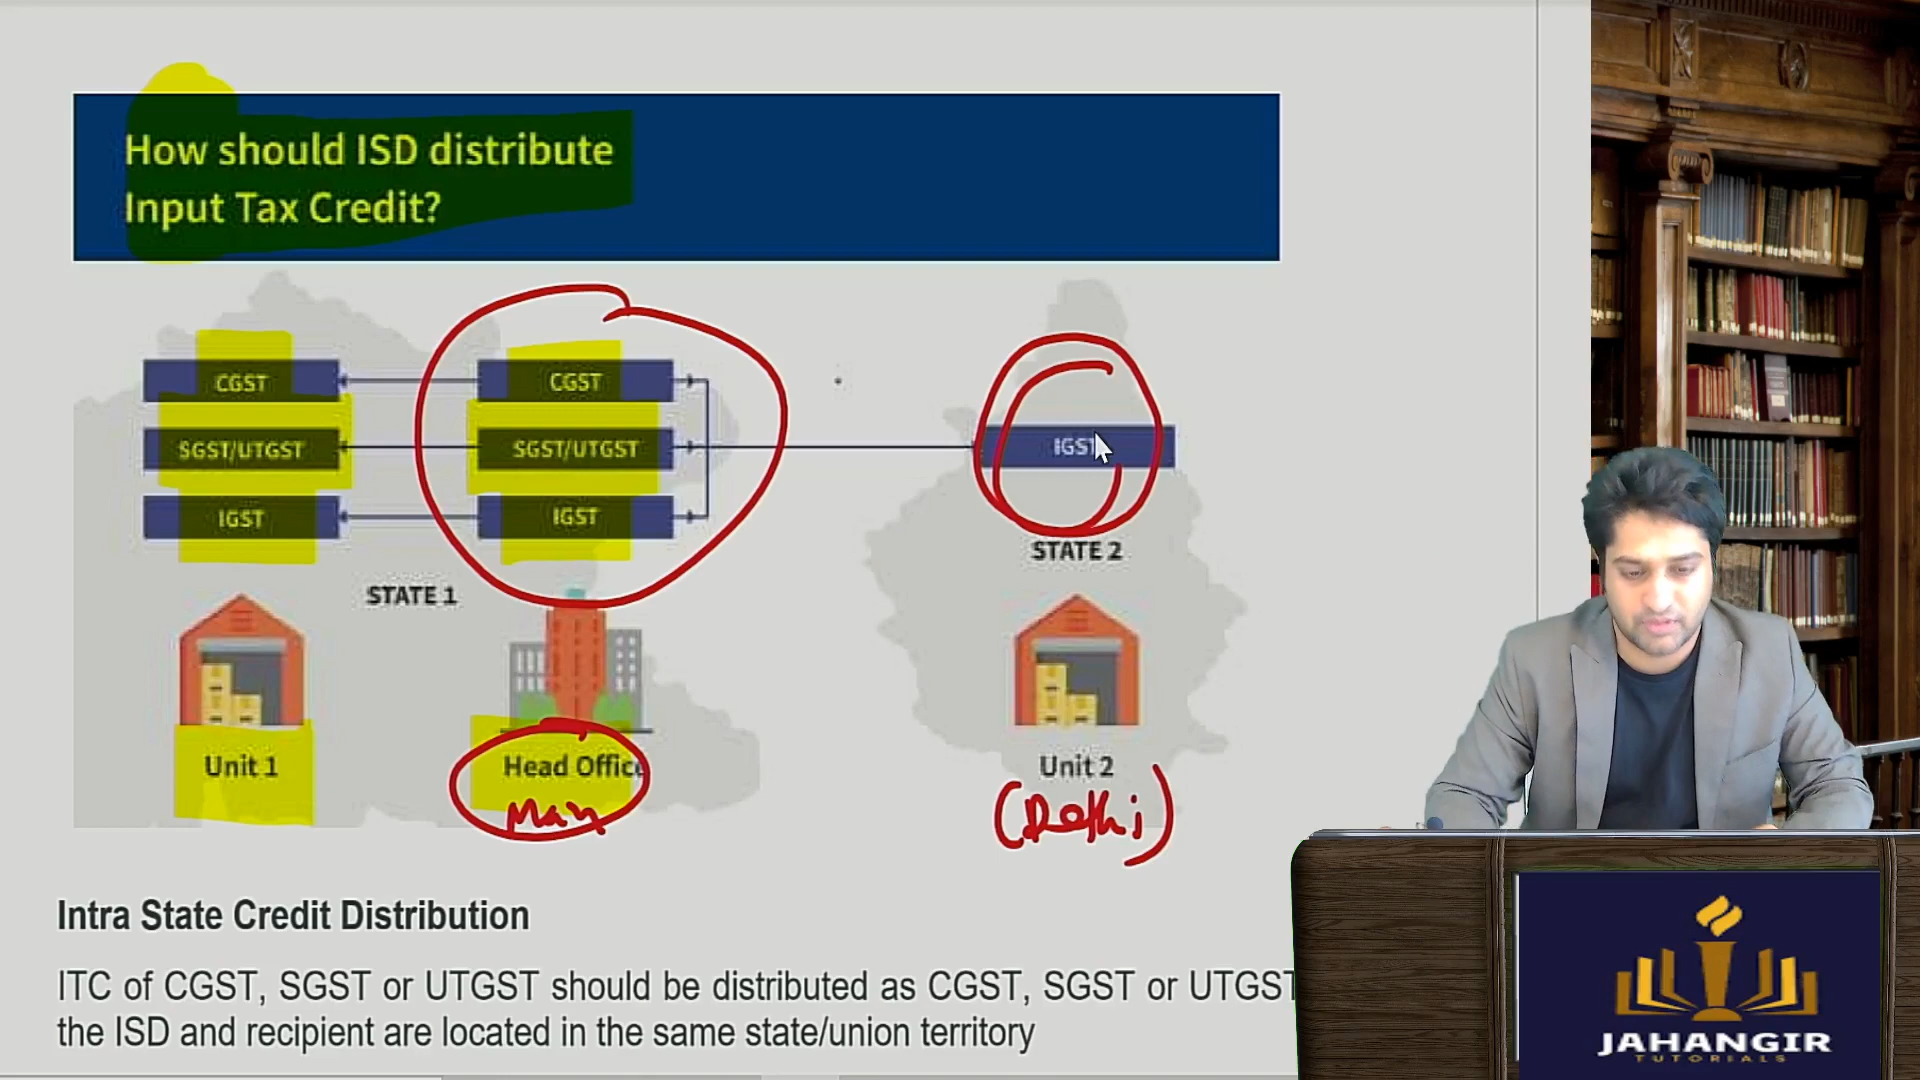 How should ISD distribute
Input Tax Credit?
CGST CGST
SGST/UTGST SGST/UTGST IGST
IGST IGST
STATE 2
STATE 1
Unit 1 Head Office Unit 2
(Delhi)
Intra State Credit Distribution
ITC of CGST, SGST or UTGST should be distributed as CGST, SGST or UTGST
the ISD and recipient are located in the same state/union territory
JAHANGIR
TUTORIALS